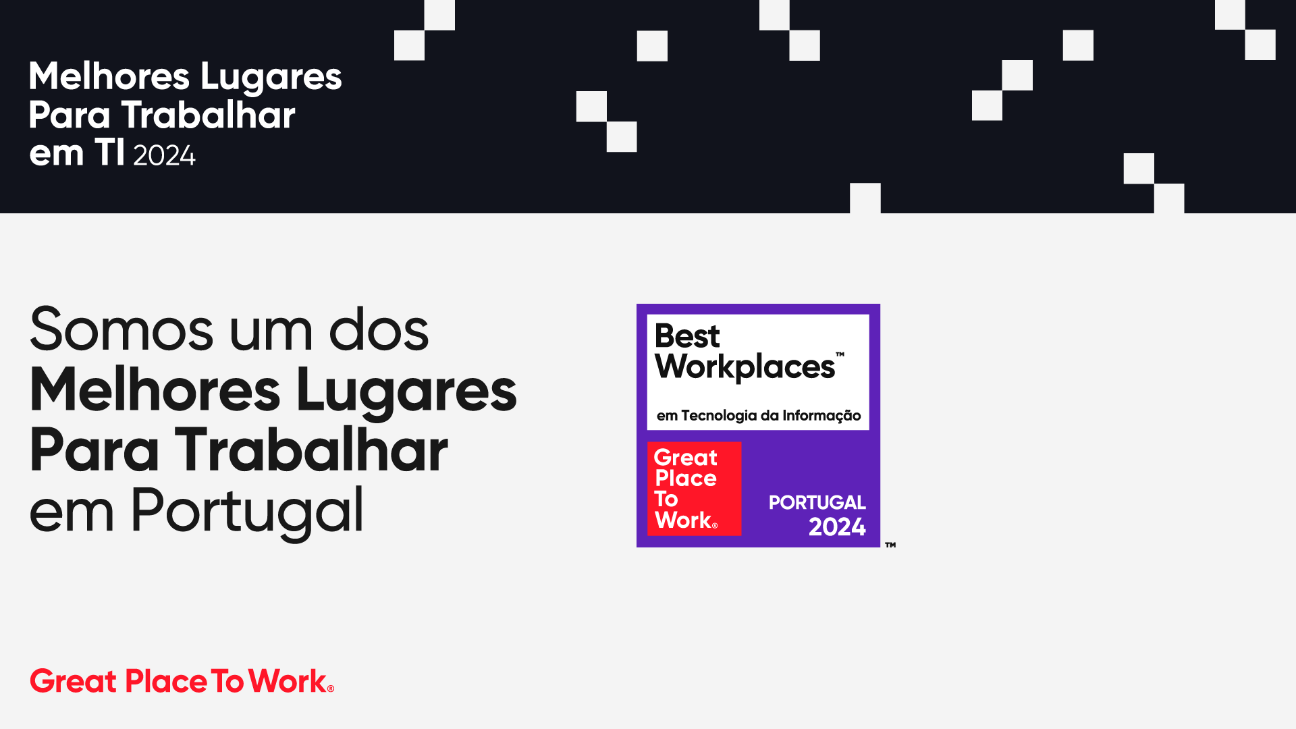 Melhores Lugares
Para Trabalhar
em TI 2024
Somos um dos
Melhores Lugares
Para Trabalhar
em Portugal
Best
Workplaces™
em Tecnologia da Informação
Great
Place
To
Work®
PORTUGAL
2024
™
Great Place To Work®